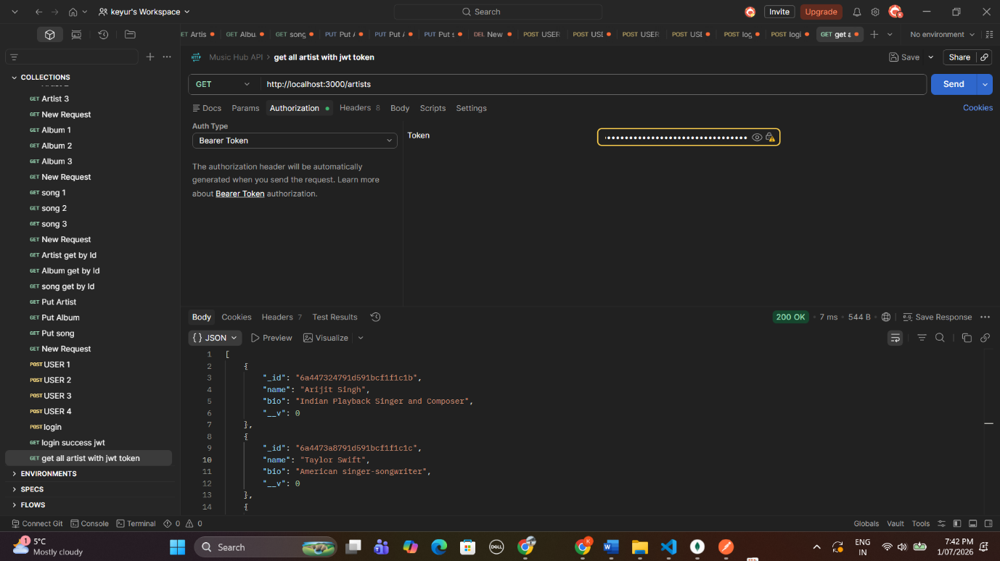 keyur's Workspace
Search
Invite
Upgrade
GET Artis
GET Albu
GET song
PUT Put A
PUT Put A
PUT Put s
DEL New
POST USER
POST USE
POST USER
POST USE
POST log
POST logi
GET get a
No environment
COLLECTIONS
GET Artist 3
GET New Request
GET Album 1
GET Album 2
GET Album 3
GET New Request
GET song 1
GET song 2
GET song 3
GET New Request
GET Artist get by Id
GET Album get by Id
GET song get by Id
GET Put Artist
GET Put Album
GET Put song
GET New Request
POST USER 1
POST USER 2
POST USER 3
POST USER 4
POST login
GET login success jwt
GET get all artist with jwt token
ENVIRONMENTS
SPECS
FLOWS
HTTP Music Hub API > get all artist with jwt token
Save
Share
GET http://localhost:3000/artists
Send
Docs Params Authorization Headers 8 Body Scripts Settings
Cookies
Auth Type
Bearer Token
The authorization header will be automatically
generated when you send the request. Learn more
about Bearer Token authorization.
Token
Body Cookies Headers 7 Test Results
200 OK • 7 ms • 544 B
e.g. Save Response
{} JSON Preview Visualize
1 [
2 {
3 "_id": "6a447324791d591bcf1f1c1b",
4 "name": "Arijit Singh",
5 "bio": "Indian Playback Singer and Composer",
6 "__v": 0
7 },
8 {
9 "_id": "6a4473a8791d591bcf1f1c1c",
10 "name": "Taylor Swift",
11 "bio": "American singer-songwriter",
12 "__v": 0
13 },
14 {
Connect Git Console Terminal 0 0
Globals Vault Tools
1
5°C
Mostly cloudy
Search
DELL
K
ENG
IN
7:42 PM
1/07/2026